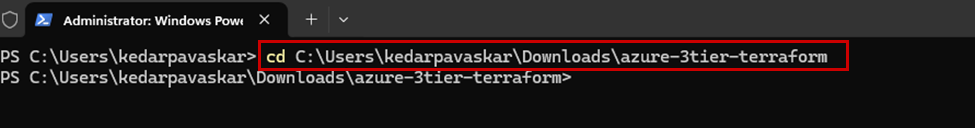 Administrator: Windows Powe
PS C:\Users\kedarpavaskar> cd C:\Users\kedarpavaskar\Downloads\azure-3tier-terraform
PS C:\Users\kedarpavaskar\Downloads\azure-3tier-terraform>